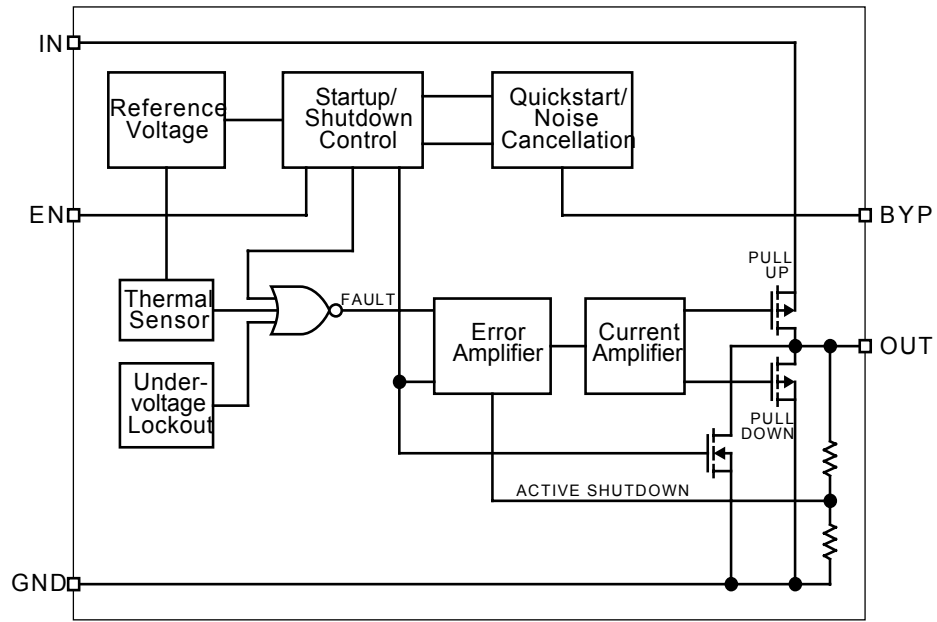 IN
Reference
Voltage
Startup/
Shutdown
Control
Quickstart/
Noise
Cancellation
EN
BYP
PULL
UP
Thermal
Sensor
FAULT
Error
Amplifier
Current
Amplifier
OUT
Under-
voltage
Lockout
PULL
DOWN
ACTIVE SHUTDOWN
GND